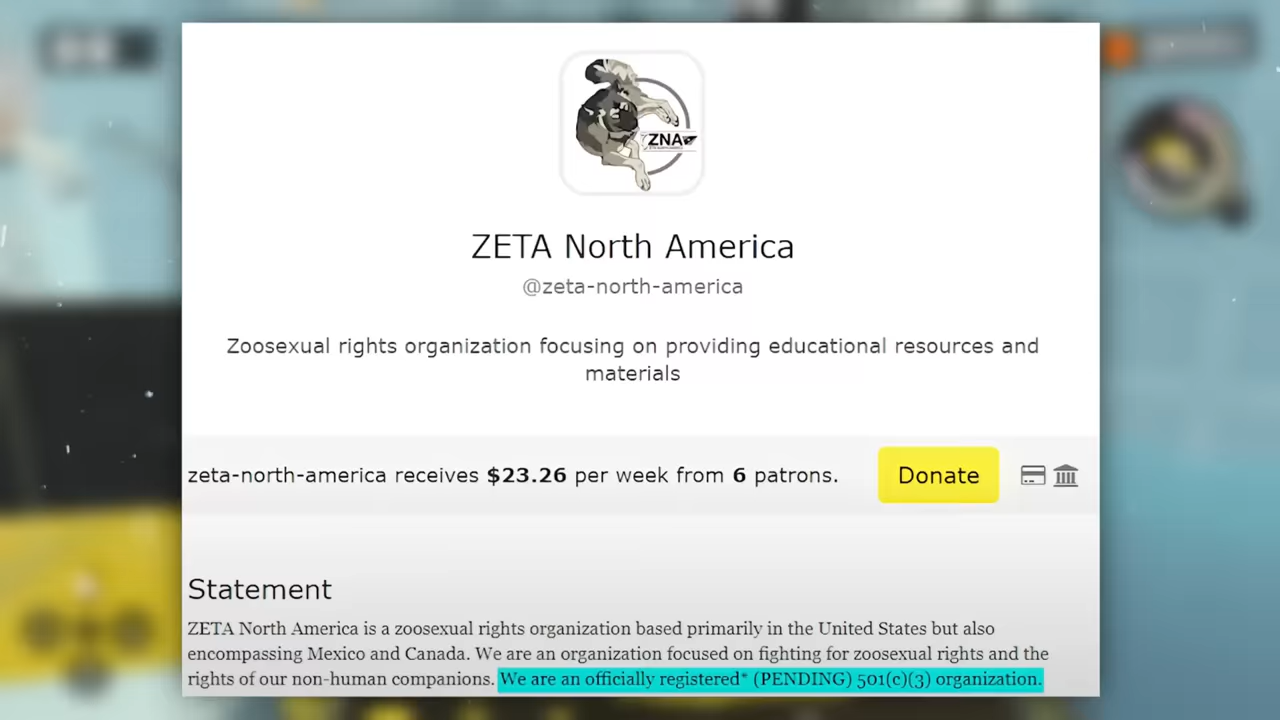 ZNA
ZETA North America
@zeta-north-america
Zoosexual rights organization focusing on providing educational resources and
materials
zeta-north-america receives $23.26 per week from 6 patrons.
Donate
Statement
ZETA North America is a zoosexual rights organization based primarily in the United States but also
encompassing Mexico and Canada. We are an organization focused on fighting for zoosexual rights and the
rights of our non-human companions. We are an officially registered* (PENDING) 501(c)(3) organization.